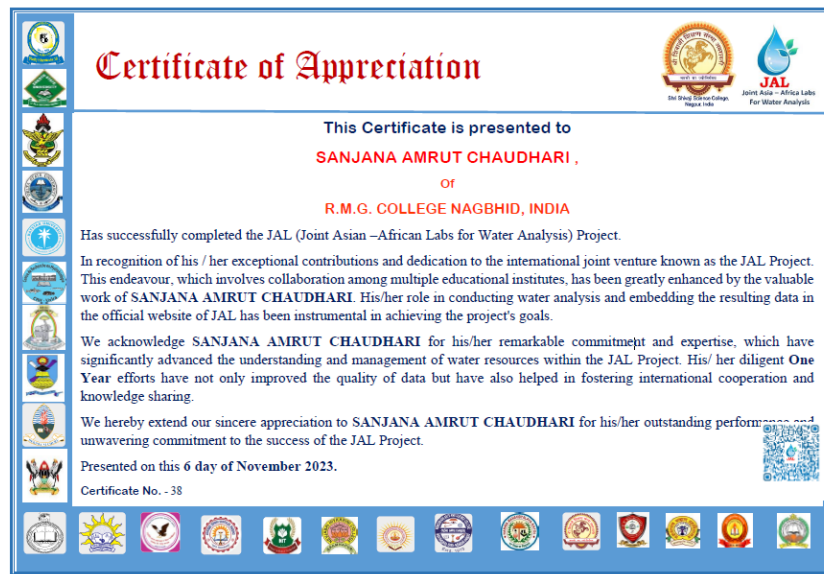 Certificate of Appreciation
Shri Shivaji Science College,
Nagpur, India
JAL
Joint Asia – Africa Labs
For Water Analysis
This Certificate is presented to
SANJANA AMRUT CHAUDHARI ,
Of
R.M.G. COLLEGE NAGBHID, INDIA
Has successfully completed the JAL (Joint Asian –African Labs for Water Analysis) Project.
In recognition of his / her exceptional contributions and dedication to the international joint venture known as the JAL Project.
This endeavour, which involves collaboration among multiple educational institutes, has been greatly enhanced by the valuable
work of SANJANA AMRUT CHAUDHARI. His/her role in conducting water analysis and embedding the resulting data in
the official website of JAL has been instrumental in achieving the project's goals.
We acknowledge SANJANA AMRUT CHAUDHARI for his/her remarkable commitment and expertise, which have
significantly advanced the understanding and management of water resources within the JAL Project. His/ her diligent One
Year efforts have not only improved the quality of data but have also helped in fostering international cooperation and
knowledge sharing.
We hereby extend our sincere appreciation to SANJANA AMRUT CHAUDHARI for his/her outstanding performance and
unwavering commitment to the success of the JAL Project.
Presented on this 6 day of November 2023.
Certificate No. - 38